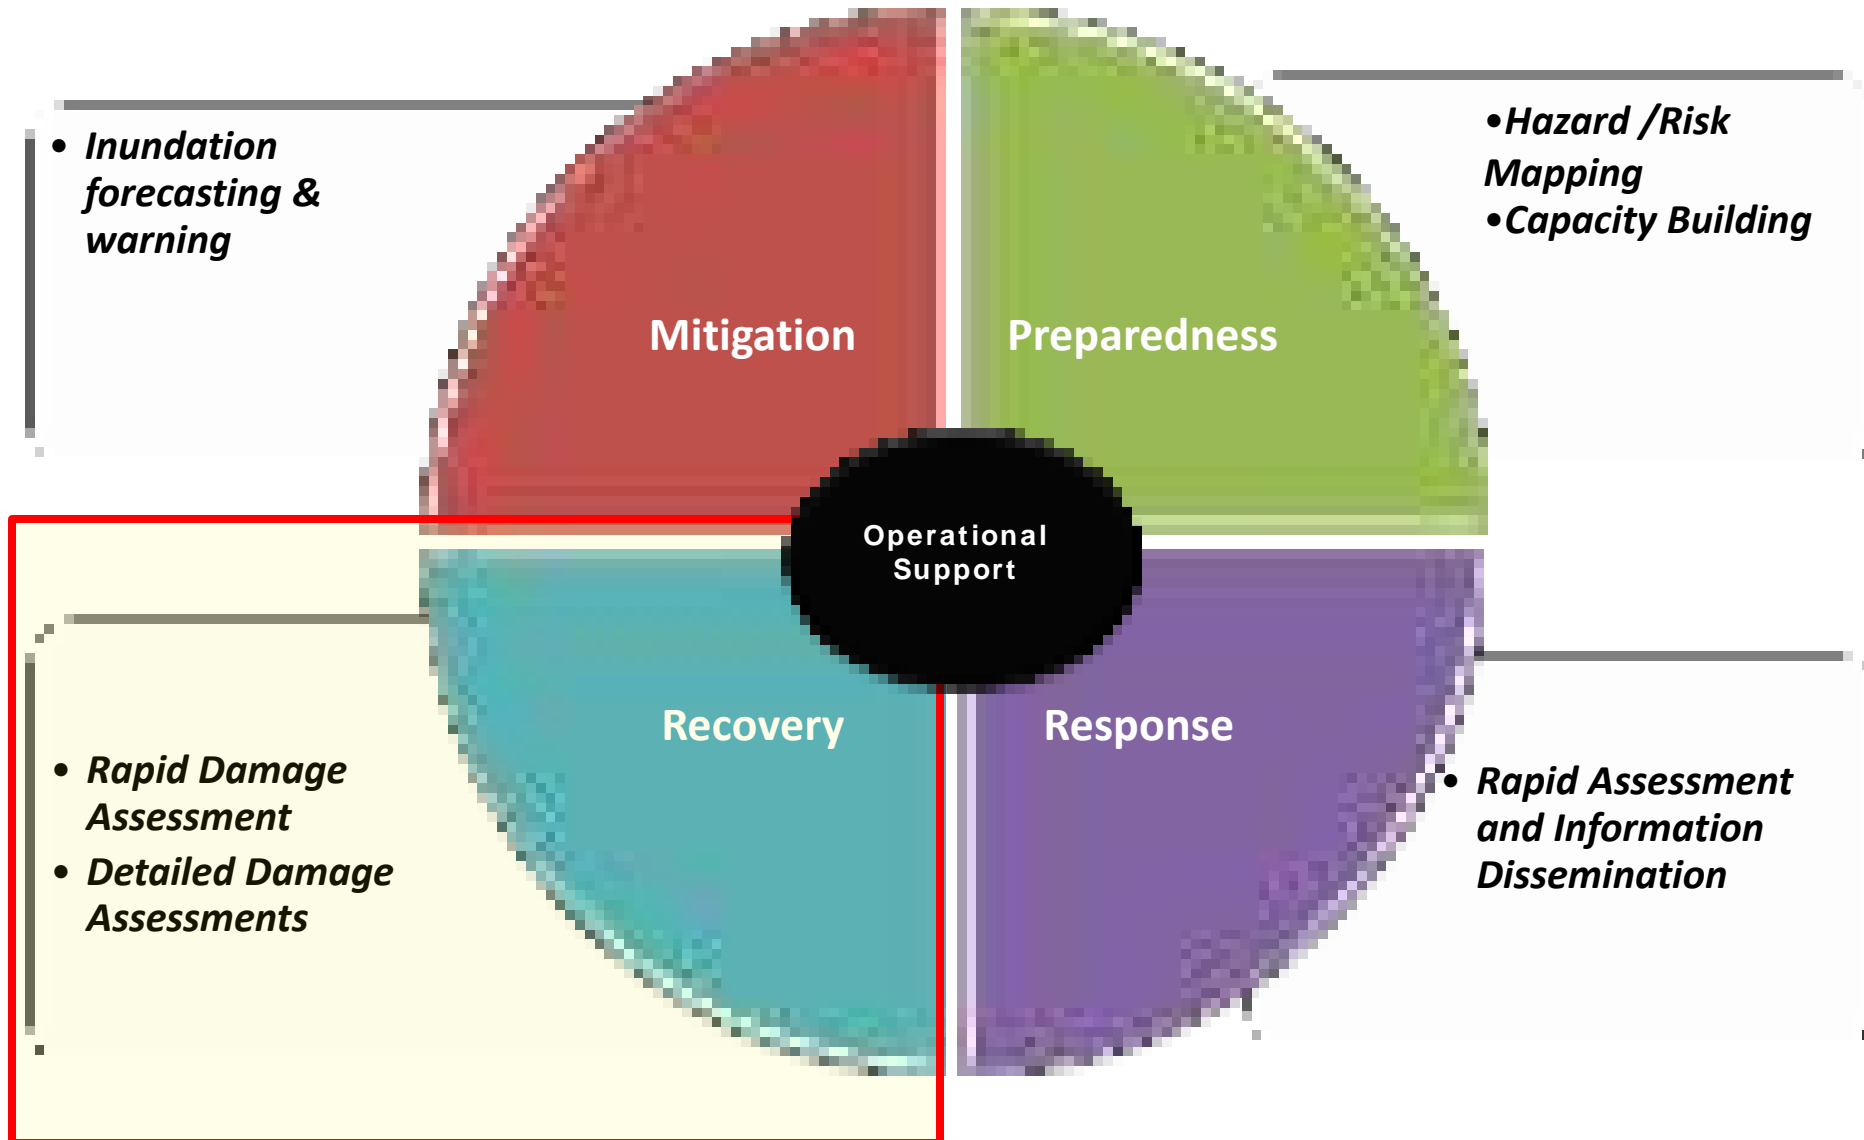 • Inundation
forecasting &
warning
•Hazard /Risk
Mapping
•Capacity Building
Mitigation
Preparedness
Operational
Support
Recovery
Response
• Rapid Damage
Assessment
• Detailed Damage
Assessments
• Rapid Assessment
and Information
Dissemination